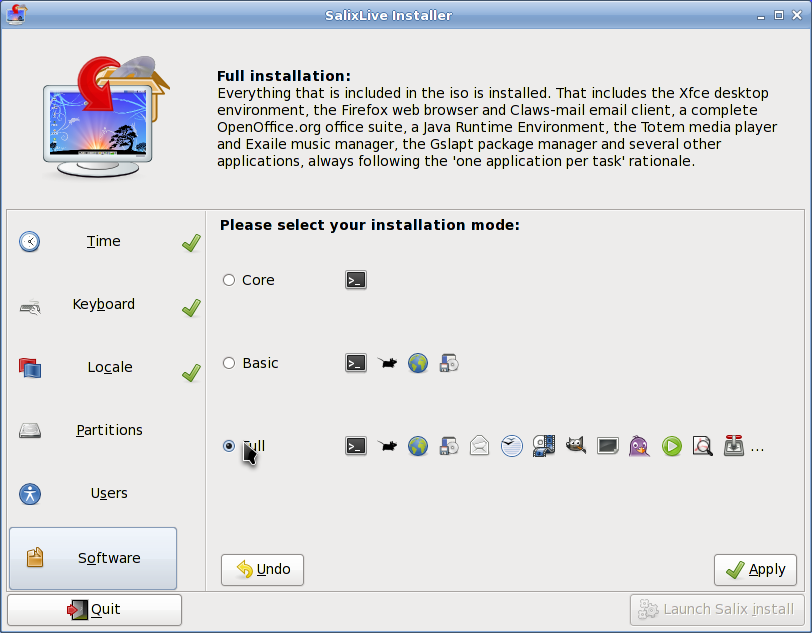 SalixLive Installer
Full installation:
Everything that is included in the iso is installed. That includes the Xfce desktop
environment, the Firefox web browser and Claws-mail email client, a complete
OpenOffice.org office suite, a Java Runtime Environment, the Totem media player
and Exaile music manager, the Gslapt package manager and several other
applications, always following the 'one application per task' rationale.
Please select your installation mode:
Time
Keyboard
Locale
Partitions
Users
Software
Core
Basic
Full
...
Undo
Apply
Quit
Launch Salix install